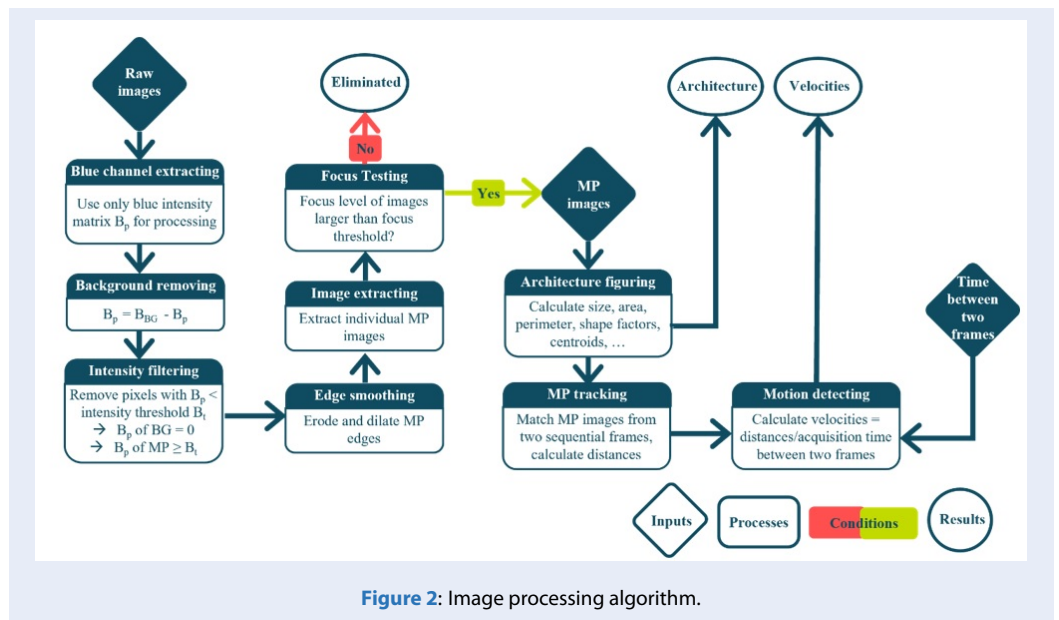 Raw
images
Blue channel extracting
Use only blue intensity
matrix Bp for processing
Background removing
Bp = BBG - Bp
Intensity filtering
Remove pixels with Bp <
intensity threshold Bt
→ Bp of BG = 0
→ Bp of MP ≥ Bt
Edge smoothing
Erode and dilate MP
edges
Image extracting
Extract individual MP
images
Focus Testing
Focus level of images
larger than focus
threshold?
No
Eliminated
Yes
MP
images
Architecture figuring
Calculate size, area,
perimeter, shape factors,
centroids, …
Architecture
MP tracking
Match MP images from
two sequential frames,
calculate distances
Motion detecting
Calculate velocities =
distances/acquisition time
between two frames
Velocities
Time
between
two
frames
Inputs
Processes
Conditions
Results
Figure 2: Image processing algorithm.